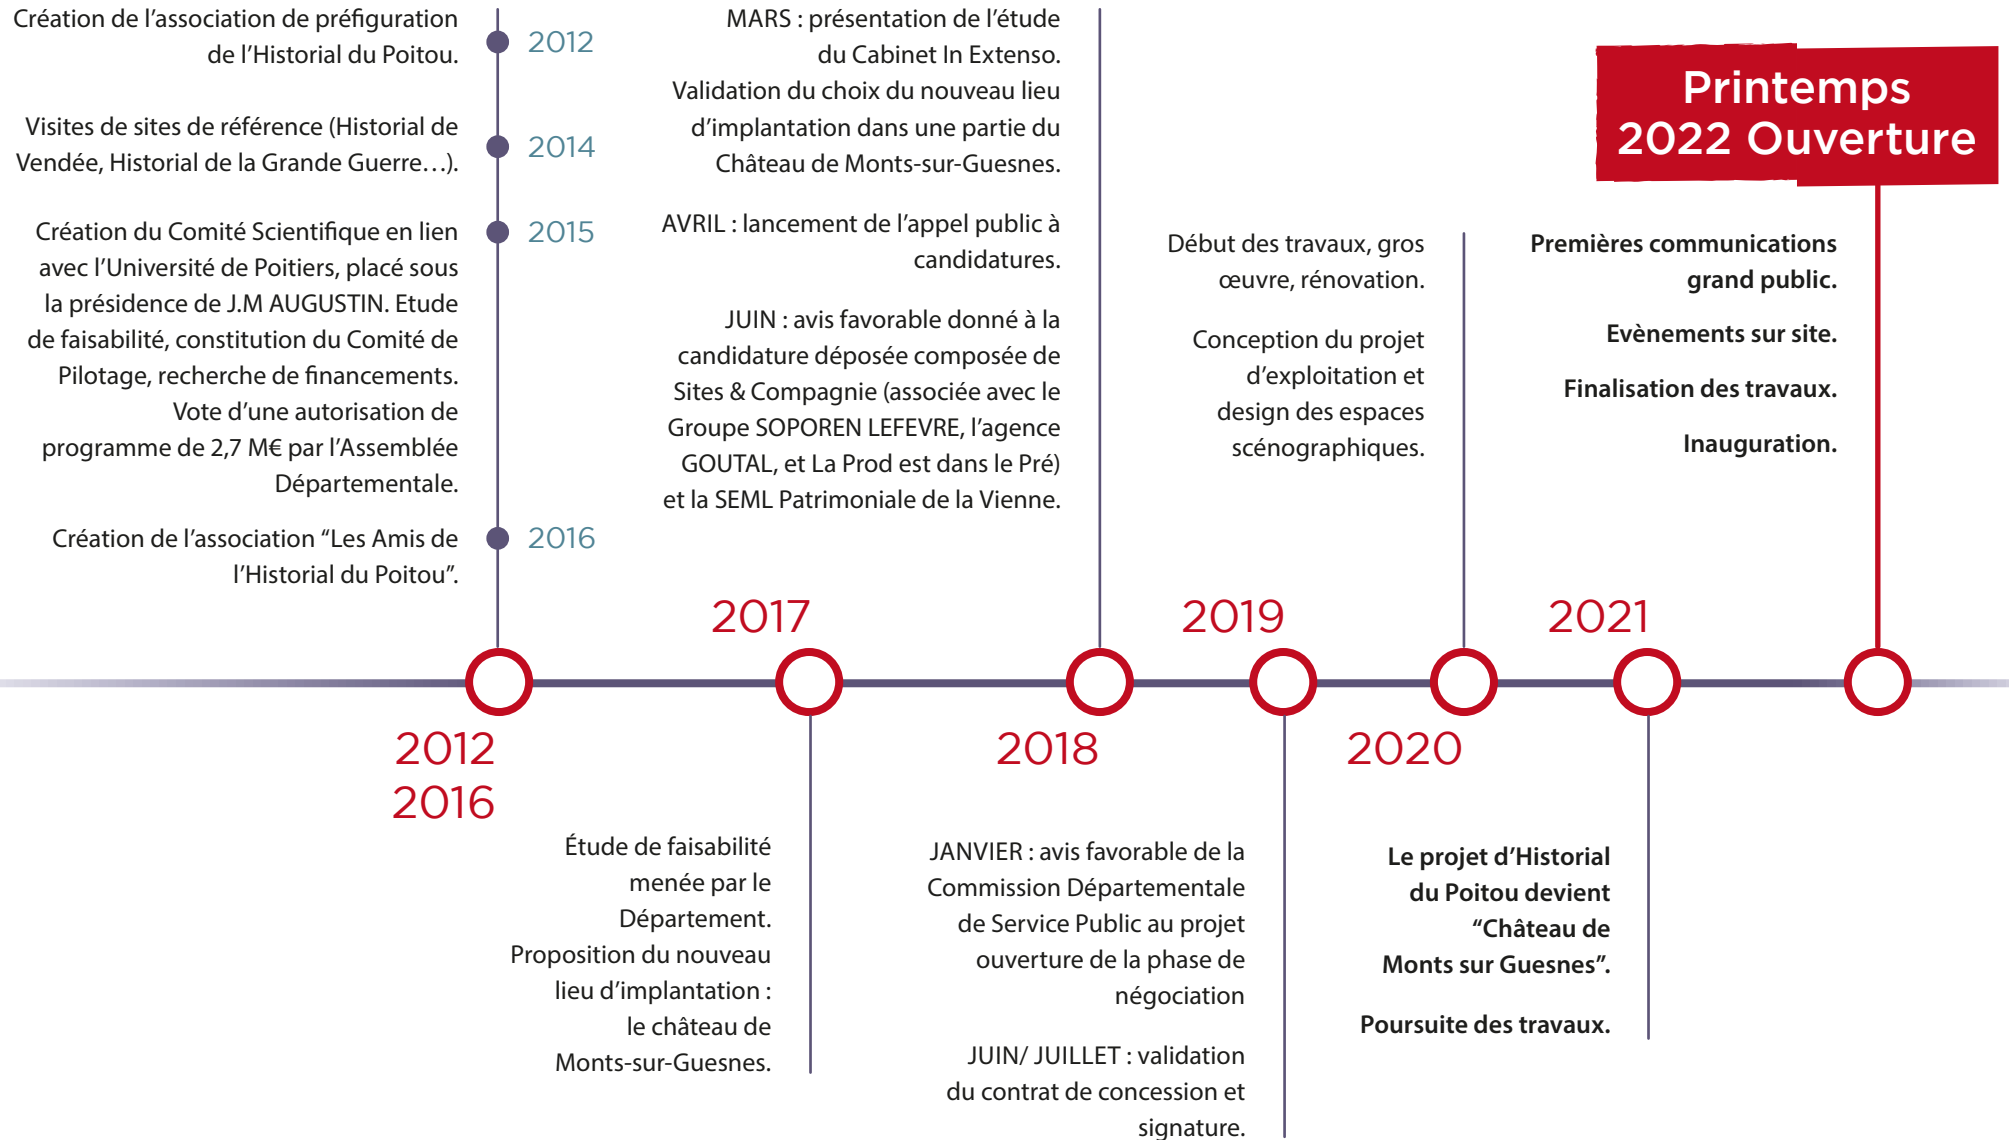 Création de l’association de préfiguration
de l’Historial du Poitou.
2012
Visites de sites de référence (Historial de
Vendée, Historial de la Grande Guerre…).
2014
Création du Comité Scientifique en lien
avec l’Université de Poitiers, placé sous
la présidence de J.M AUGUSTIN. Etude
de faisabilité, constitution du Comité de
Pilotage, recherche de financements.
Vote d’une autorisation de
programme de 2,7 M€ par l’Assemblée
Départementale.
2015
Création de l’association “Les Amis de
l’Historial du Poitou”.
2016
2012
2016
2017
Étude de faisabilité
menée par le
Département.
Proposition du nouveau
lieu d’implantation :
le château de
Monts-sur-Guesnes.
MARS : présentation de l’étude
du Cabinet In Extenso.
Validation du choix du nouveau lieu
d’implantation dans une partie du
Château de Monts-sur-Guesnes.
AVRIL : lancement de l’appel public à
candidatures.
JUIN : avis favorable donné à la
candidature déposée composée de
Sites & Compagnie (associée avec le
Groupe SOPOREN LEFEVRE, l’agence
GOUTAL, et La Prod est dans le Pré)
et la SEML Patrimoniale de la Vienne.
2018
2019
JANVIER : avis favorable de la
Commission Départementale
de Service Public au projet
ouverture de la phase de
négociation
JUIN/ JUILLET : validation
du contrat de concession et
signature.
Début des travaux, gros
œuvre, rénovation.
Conception du projet
d’exploitation et
design des espaces
scénographiques.
2020
2021
Le projet d’Historial
du Poitou devient
“Château de
Monts sur Guesnes”.
Poursuite des travaux.
Printemps
2022 Ouverture
Premières communications
grand public.
Evènements sur site.
Finalisation des travaux.
Inauguration.